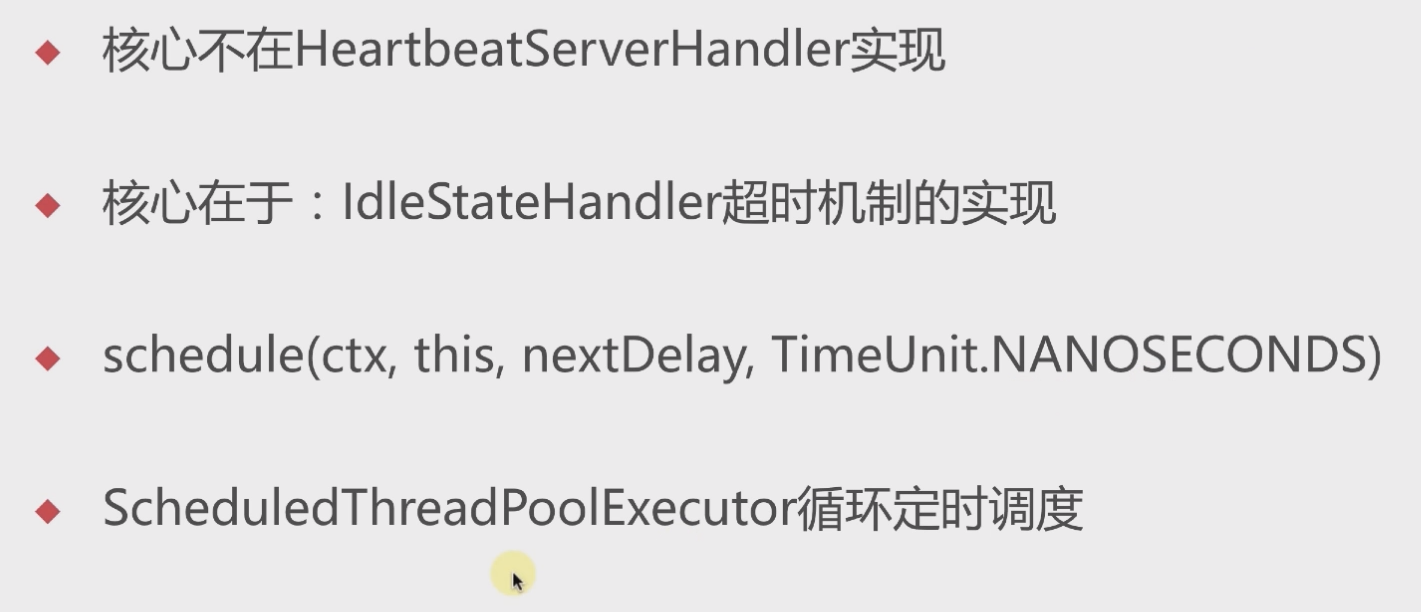 核心不在HeartbeatServerHandler实现
核心在于：IdleStateHandler超时机制的实现
schedule(ctx, this, nextDelay, TimeUnit.NANOSECONDS)
ScheduledThreadPoolExecutor循环定时调度